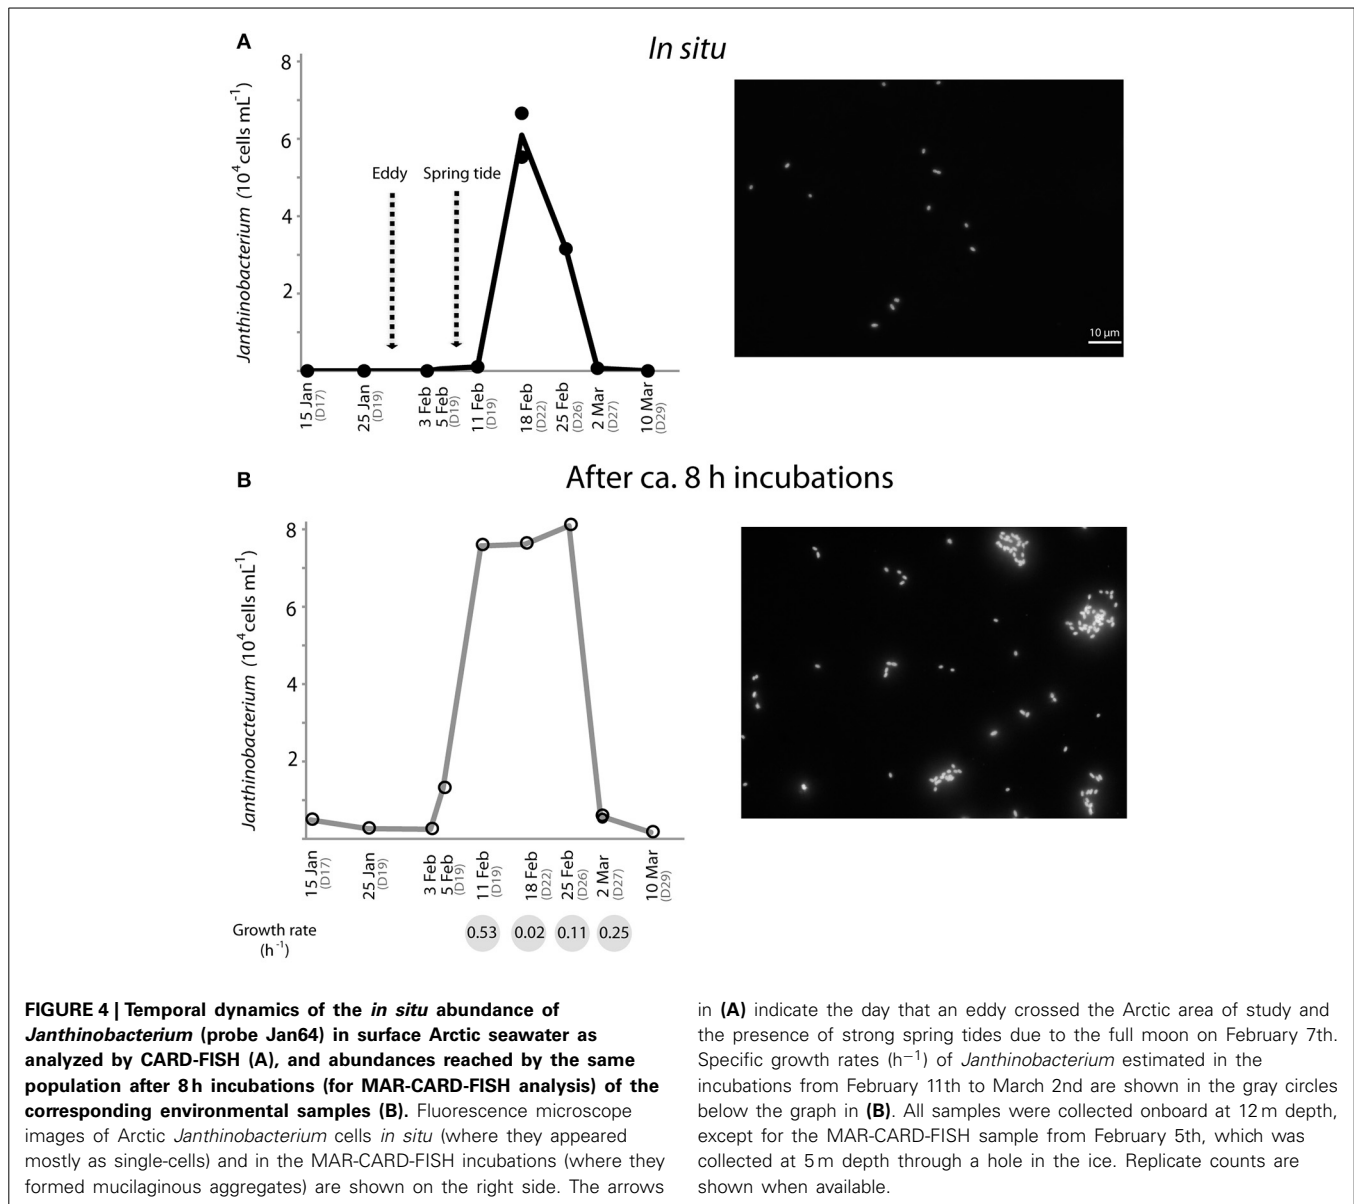 A
In situ
Janthinobacterium (10⁴cells mL⁻¹)
8
6
4
2
Eddy Spring tide
15 Jan (D17)
25 Jan (D19)
3 Feb
5 Feb (D19)
11 Feb (D19)
18 Feb (D22)
25 Feb (D26)
2 Mar (D27)
10 Mar (D29)
10 µm
B
After ca. 8 h incubations
Janthinobacterium (10⁴cells mL⁻¹)
8
6
4
2
15 Jan (D17)
25 Jan (D19)
3 Feb
5 Feb (D19)
11 Feb (D19)
18 Feb (D22)
25 Feb (D26)
2 Mar (D27)
10 Mar (D29)
Growth rate
(h⁻¹)
0.53 0.02 0.11 0.25
FIGURE 4 | Temporal dynamics of the in situ abundance of
Janthinobacterium (probe Jan64) in surface Arctic seawater as
analyzed by CARD-FISH (A), and abundances reached by the same
population after 8 h incubations (for MAR-CARD-FISH analysis) of the
corresponding environmental samples (B). Fluorescence microscope
images of Arctic Janthinobacterium cells in situ (where they appeared
mostly as single-cells) and in the MAR-CARD-FISH incubations (where they
formed mucilaginous aggregates) are shown on the right side. The arrows
in (A) indicate the day that an eddy crossed the Arctic area of study and
the presence of strong spring tides due to the full moon on February 7th.
Specific growth rates (h⁻¹) of Janthinobacterium estimated in the
incubations from February 11th to March 2nd are shown in the gray circles
below the graph in (B). All samples were collected onboard at 12 m depth,
except for the MAR-CARD-FISH sample from February 5th, which was
collected at 5 m depth through a hole in the ice. Replicate counts are
shown when available.